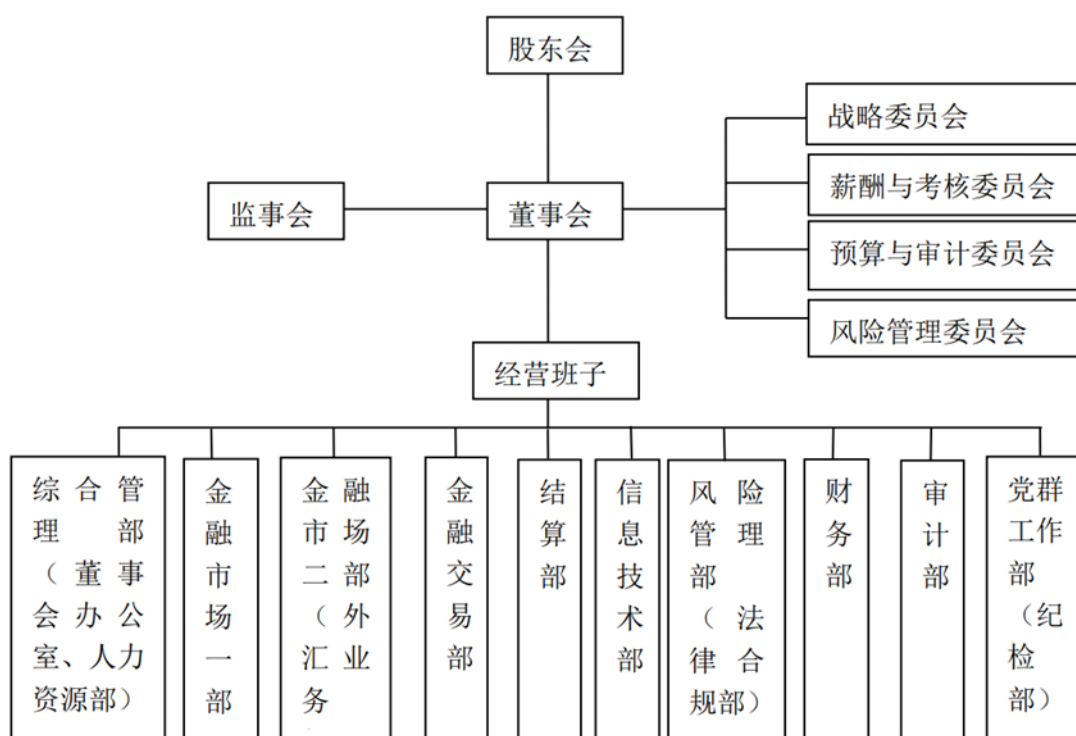 股东会
战略委员会
薪酬与考核委员会
监事会
董事会
预算与审计委员会
风险管理委员会
经营班子
综合管
理部
（董事
会办公
室、人力
资源部）
金
融
市
场
一
部
金融
市场
二部
（外
汇业
务
金
融
交
易
部
结
算
部
信
息
技
术
部
风险
管理
部
（法
律合
规部）
财
务
部
审
计
部
党群
工作
部
（纪
检
部）